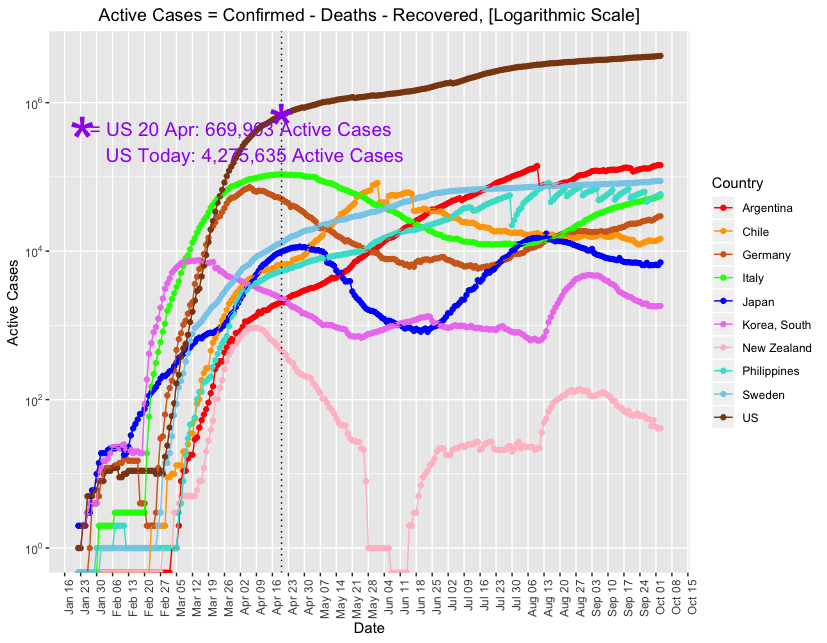 Active Cases = Confirmed - Deaths - Recovered, [Logarithmic Scale]
10^6
* = US 20 Apr: 669,903 Active Cases
US Today: 4,275,635 Active Cases
10^4
10^2
10^0
Active Cases
Jan 16
Jan 23
Jan 30
Feb 06
Feb 13
Feb 20
Feb 27
Mar 05
Mar 12
Mar 19
Mar 26
Apr 02
Apr 09
Apr 16
Apr 23
Apr 30
May 07
May 14
May 21
May 28
Jun 04
Jun 11
Jun 18
Jun 25
Jul 02
Jul 09
Jul 16
Jul 23
Jul 30
Aug 06
Aug 13
Aug 20
Aug 27
Sep 03
Sep 10
Sep 17
Sep 24
Oct 01
Oct 08
Oct 15
Date
Country
Argentina
Chile
Germany
Italy
Japan
Korea, South
New Zealand
Philippines
Sweden
US